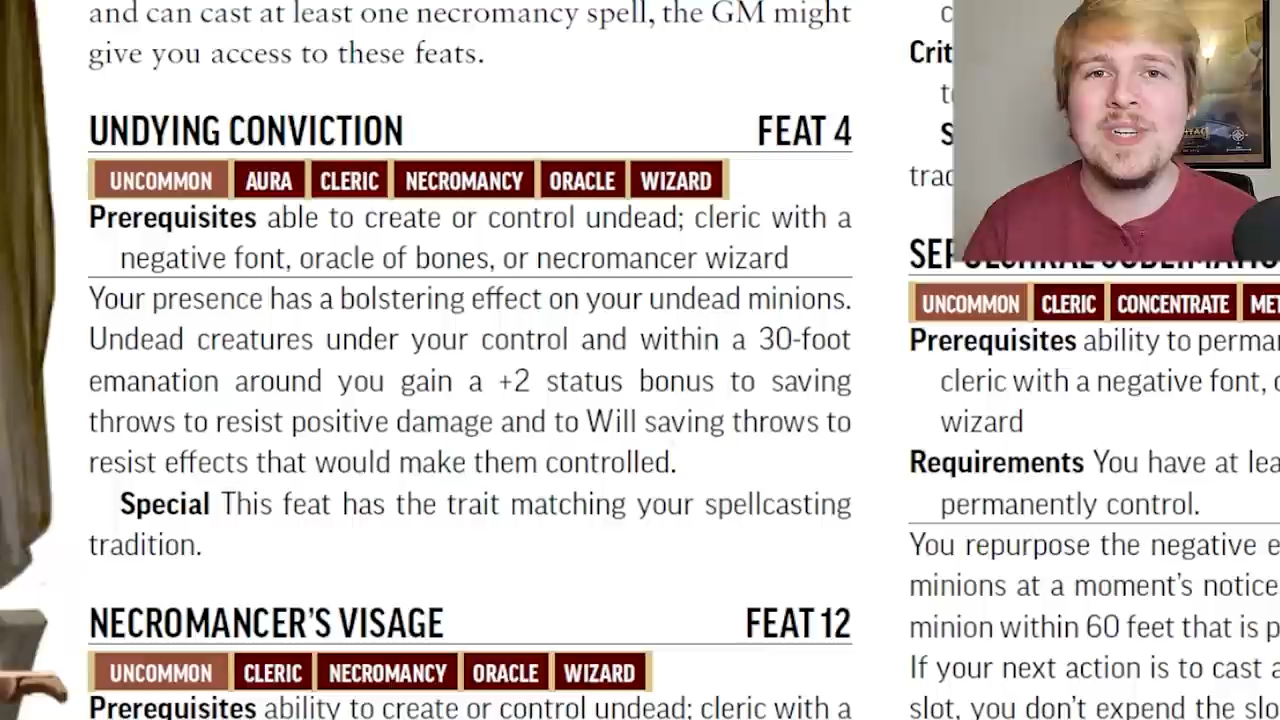 and can cast at least one necromancy spell, the GM might
give you access to these feats.
UNDYING CONVICTION FEAT 4
UNCOMMON AURA CLERIC NECROMANCY ORACLE WIZARD
Prerequisites able to create or control undead; cleric with a
negative font, oracle of bones, or necromancer wizard
Your presence has a bolstering effect on your undead minions.
Undead creatures under your control and within a 30-foot
emanation around you gain a +2 status bonus to saving
throws to resist positive damage and to Will saving throws to
resist effects that would make them controlled.
Special This feat has the trait matching your spellcasting
tradition.
NECROMANCER'S VISAGE FEAT 12
UNCOMMON CLERIC NECROMANCY ORACLE WIZARD
Prerequisites ability to create or control undead; cleric with a
Crit
UNCOMMON CLERIC CONCENTRATE
Prerequisites ability to
cleric with a negative font,
wizard
Requirements You have at
permanently control.
You repurpose the negative
minions at a moment's notice
minion within 60 feet that is
If your next action is to cast
slot, you don't expend the